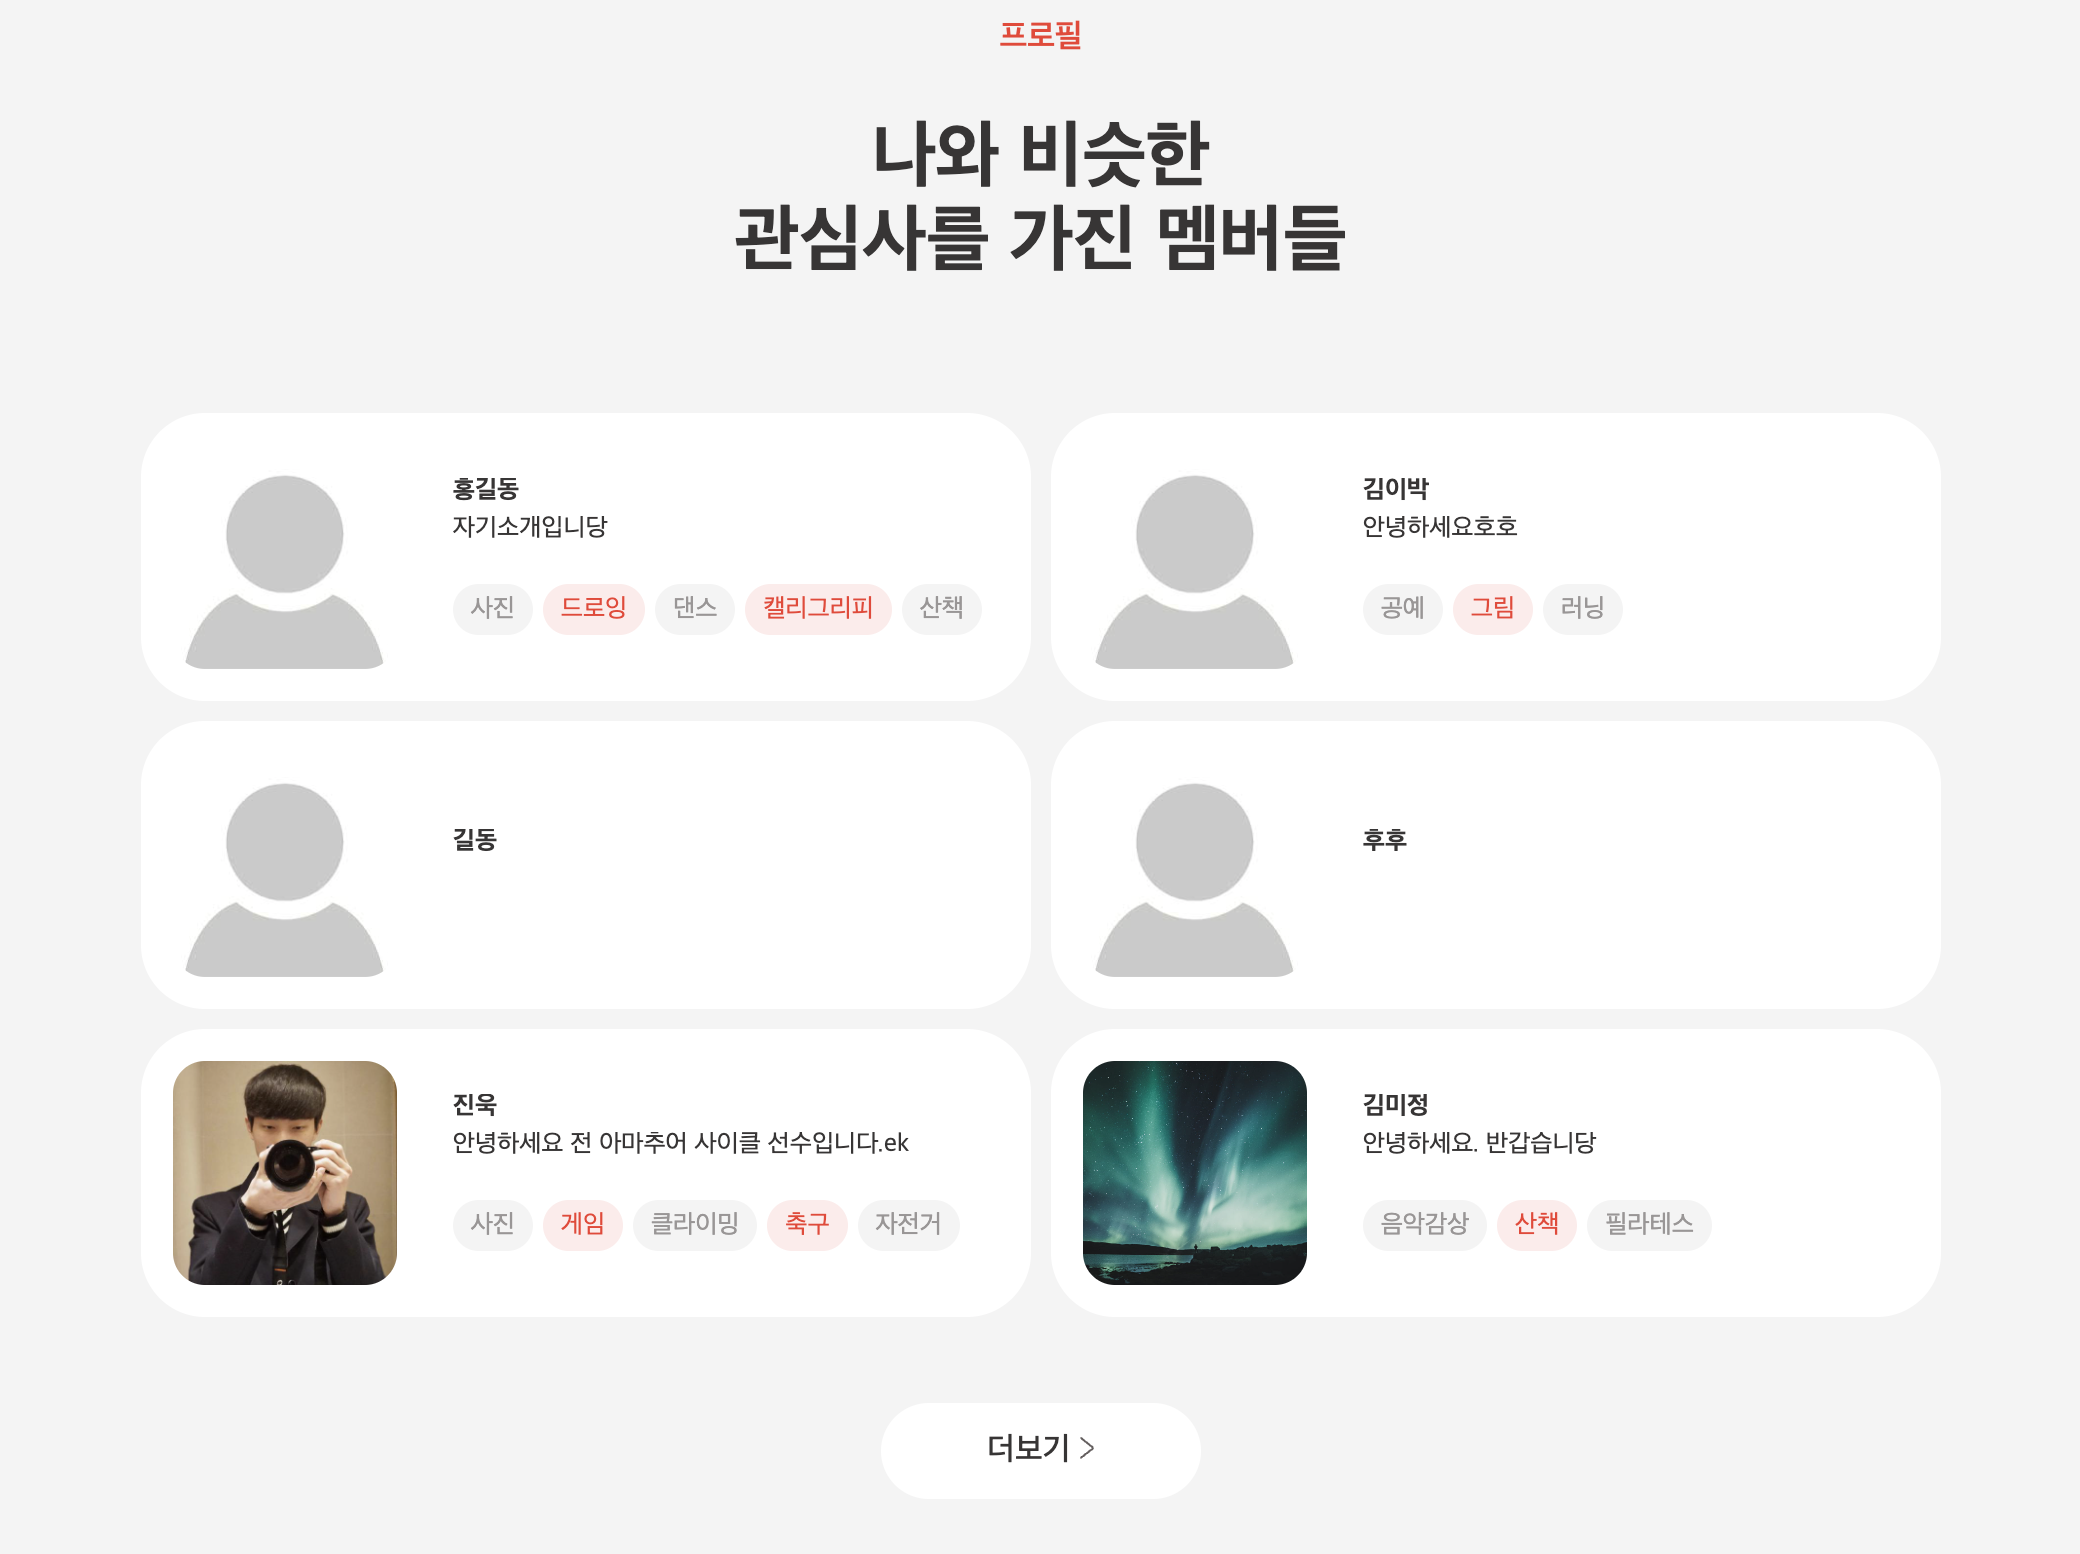 프로필
나와 비슷한
관심사를 가진 멤버들
홍길동
자기소개입니당
사진 드로잉 댄스 캘리그리피 산책
김이박
안녕하세요호호
공예 그림 러닝
길동
후후
진욱
안녕하세요 전 아마추어 사이클 선수입니다.ek
사진 게임 클라이밍 축구 자전거
김미정
안녕하세요. 반갑습니당
음악감상 산책 필라테스
더보기 >